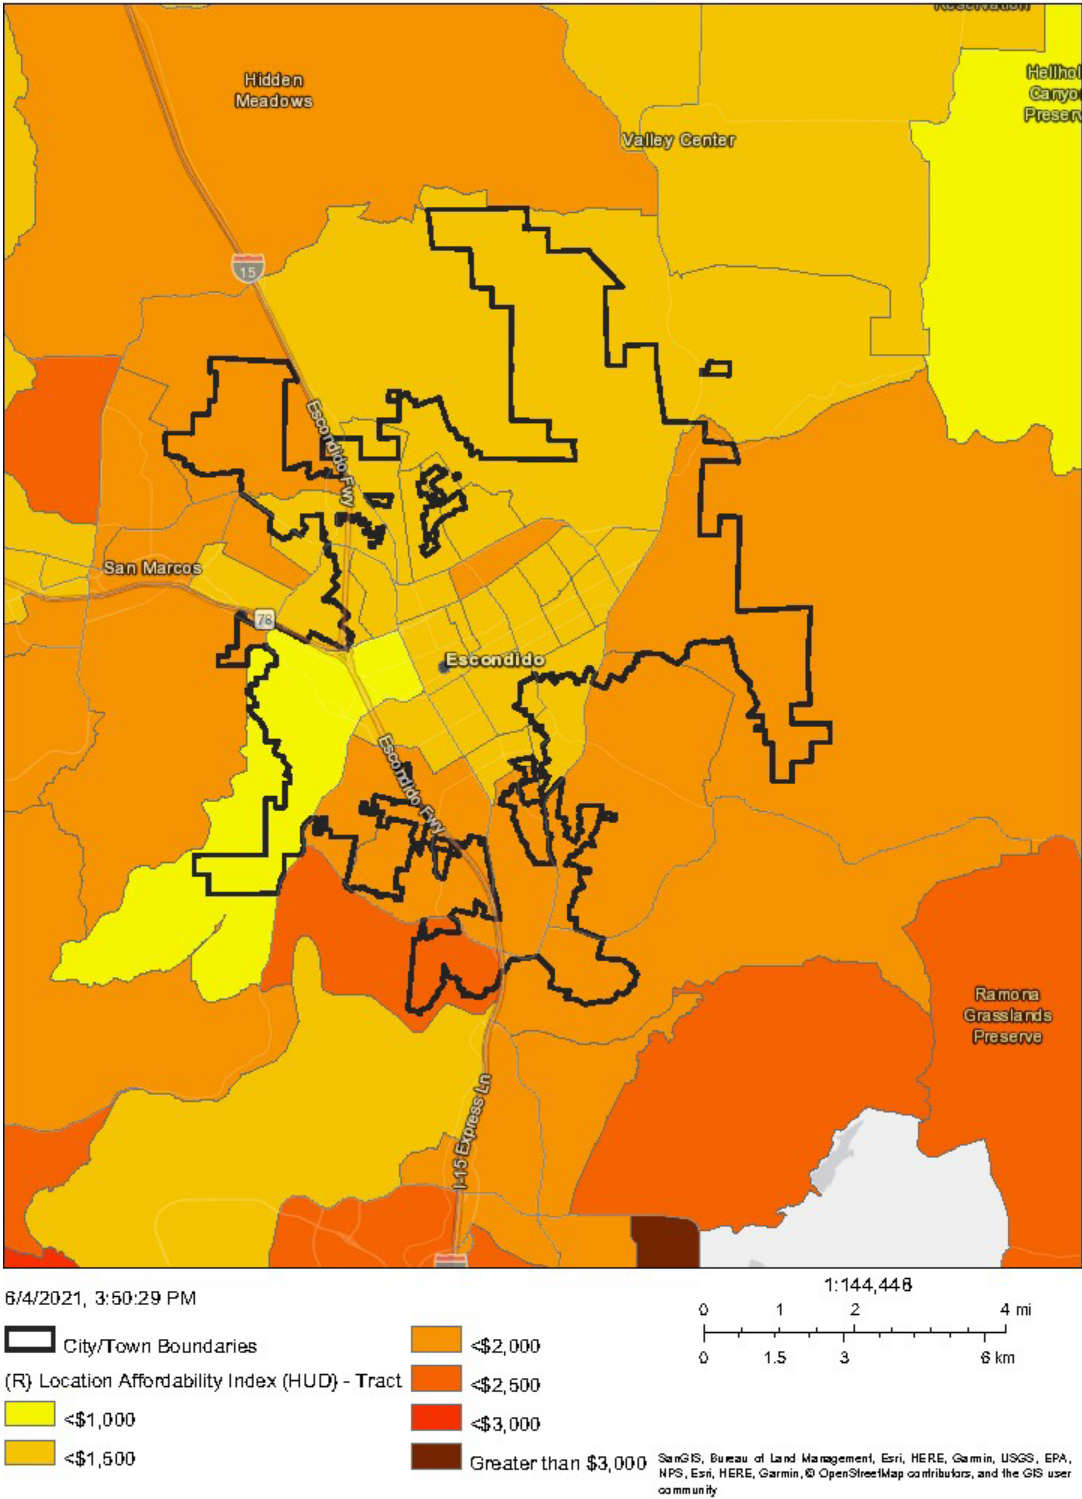 Reservation
Hidden
Meadows
Hellhol
Canyo
Preserv
Valley Center
15
Escondido Fwy
San Marcos
78
Escondido
Escondido Fwy
Ramona
Grasslands
Preserve
I-15 Express Ln
6/4/2021, 3:50:29 PM
City/Town Boundaries
(R) Location Affordability Index (HUD) - Tract
<$1,000
<$1,500
<$2,000
<$2,500
<$3,000
Greater than $3,000
1:144,448
0 1 2 4 mi
0 1.5 3 6 km
SanGIS, Bureau of Land Management, Esri, HERE, Garmin, USGS, EPA,
NPS, Esri, HERE, Garmin, © OpenStreetMap contributors, and the GIS user
community